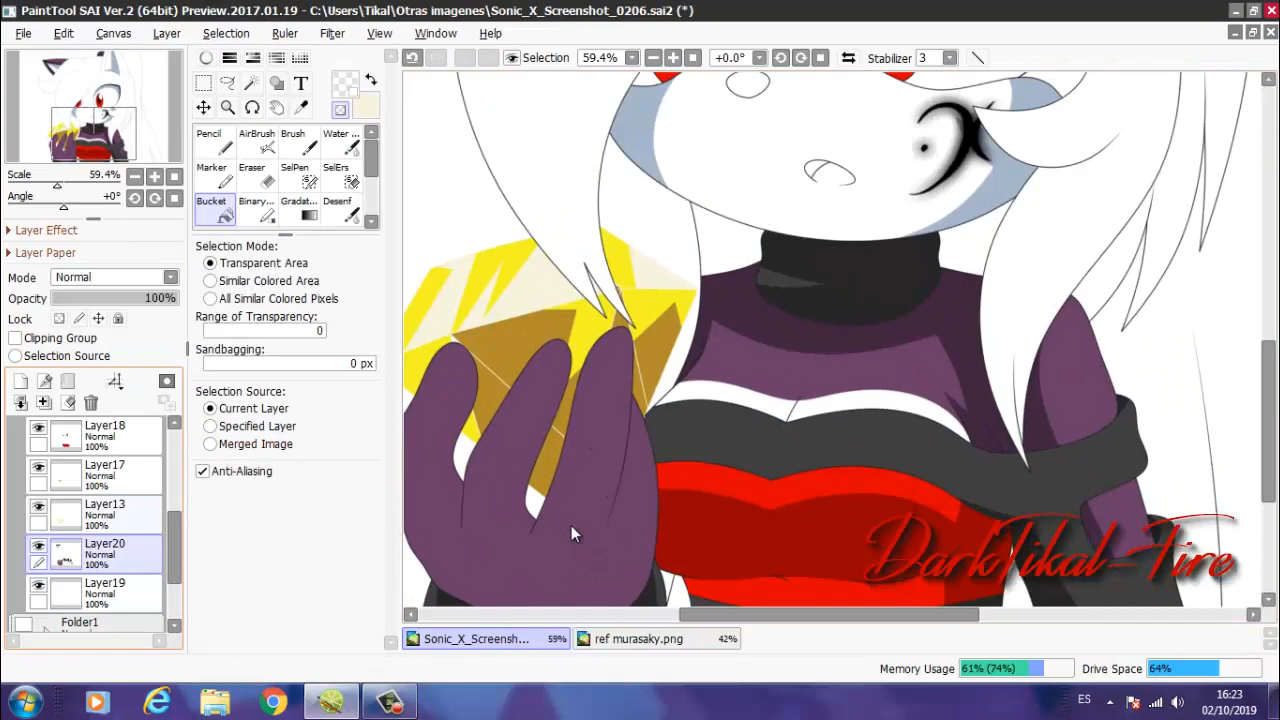 PaintTool SAI Ver.2 (64bit) Preview.2017.01.19 - C:\Users\Tikal\Otras imagenes\Sonic_X_Screenshot_0206.sai2 (*)
File Edit Canvas Layer Selection Ruler Filter View Window Help
Selection 59.4% +0.0° Stabilizer 3
Scale 59.4%
Angle +0°
Layer Effect
Layer Paper
Mode Normal
Opacity 100%
Lock
Clipping Group
Selection Source
Layer18
Normal
100%
Layer17
Normal
100%
Layer13
Normal
100%
Layer20
Normal
100%
Layer19
Normal
100%
Folder1
T
Pencil AirBrush Brush Water ...
Marker Eraser SelPen SelErs
Bucket Binary... Gradat... Desenf
Selection Mode:
Transparent Area
Similar Colored Area
All Similar Colored Pixels
Range of Transparency:
0
Sandbagging:
0 px
Selection Source:
Current Layer
Specified Layer
Merged Image
Anti-Aliasing
DarkTikal-Fire
Sonic_X_Screensh... 59% ref murasaky.png 42%
Memory Usage 61% (74%) Drive Space 64%
ES 16:23
02/10/2019